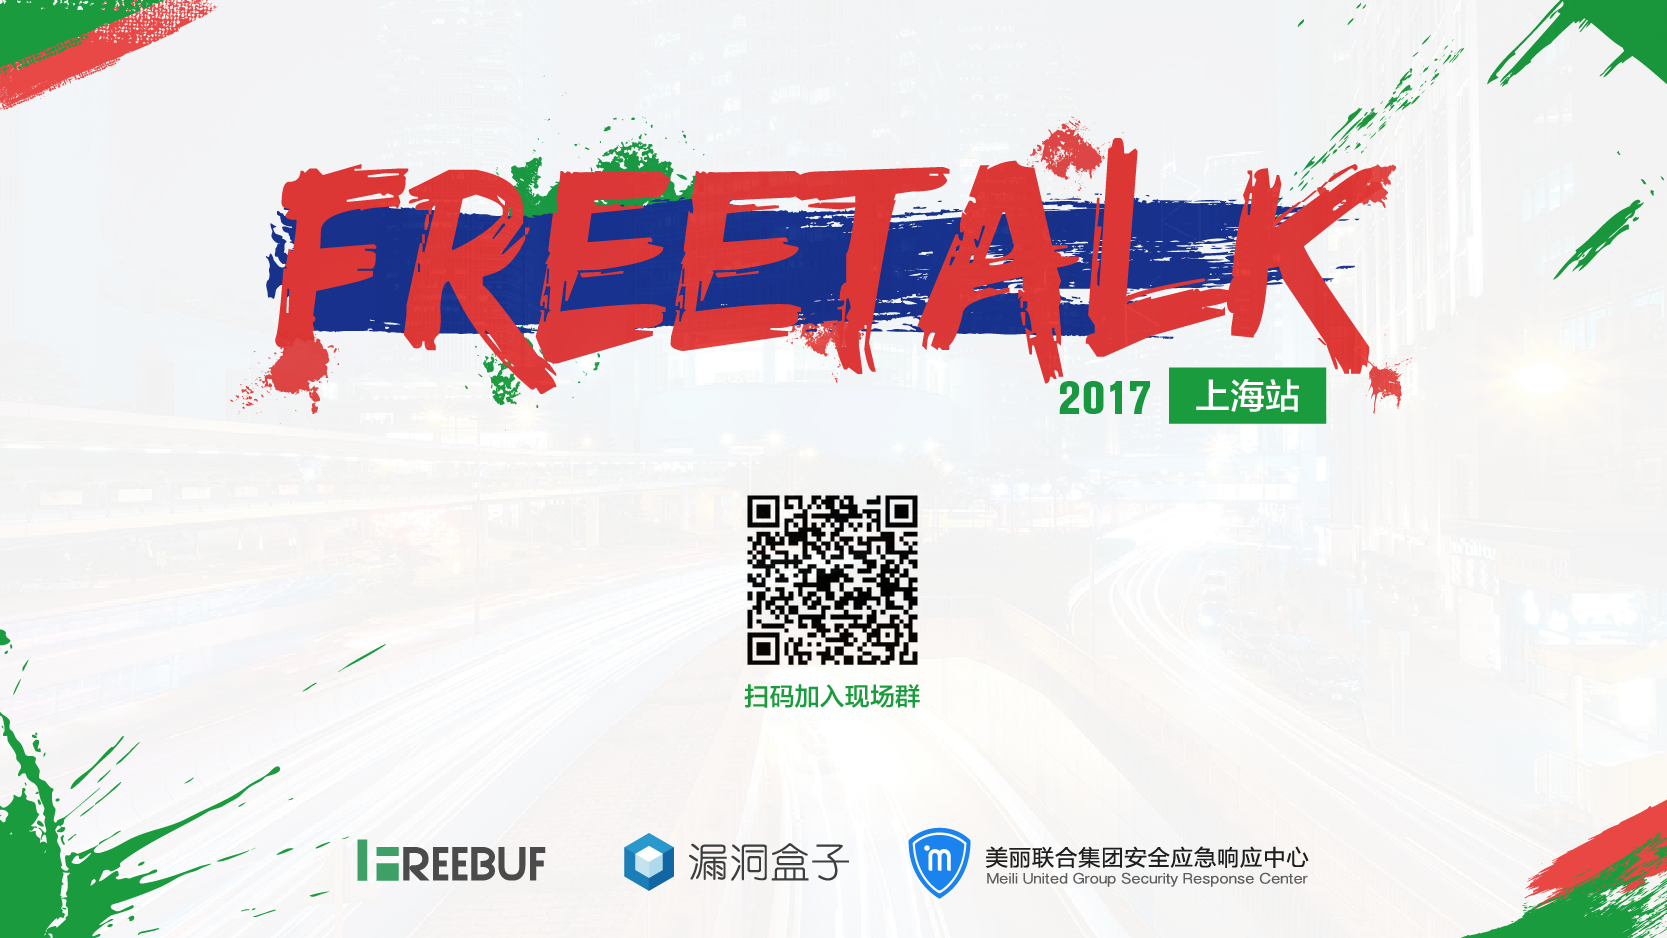 FREETALK
2017 上海站
扫码加入现场群
FREEBUF
漏洞盒子
美丽联合集团安全应急响应中心
Meili United Group Security Response Center